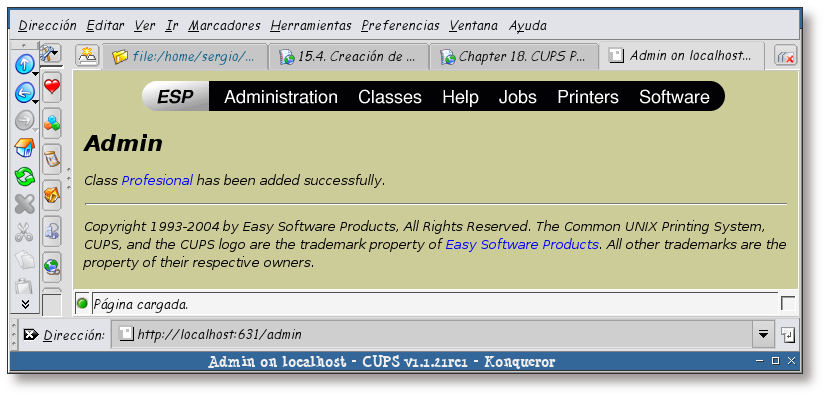 Dirección Editar Ver Ir Marcadores Herramientas Preferencias Ventana Ayuda
file:/home/sergio/... 15.4. Creación de ... Chapter 18. CUPS P... Admin on localhost...
ESP Administration Classes Help Jobs Printers Software
Admin
Class Profesional has been added successfully.
Copyright 1993-2004 by Easy Software Products, All Rights Reserved. The Common UNIX Printing System,
CUPS, and the CUPS logo are the trademark property of Easy Software Products. All other trademarks are the
property of their respective owners.
Página cargada.
Dirección: http://localhost:631/admin
Admin on localhost - CUPS v1.1.21rc1 - Konqueror